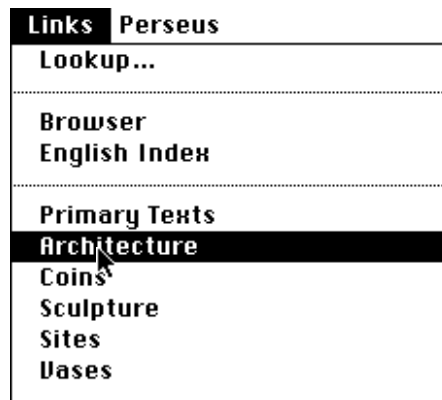 Links Perseus
Lookup...
Browser
English Index
Primary Texts
Architecture
Coins
Sculpture
Sites
Vases